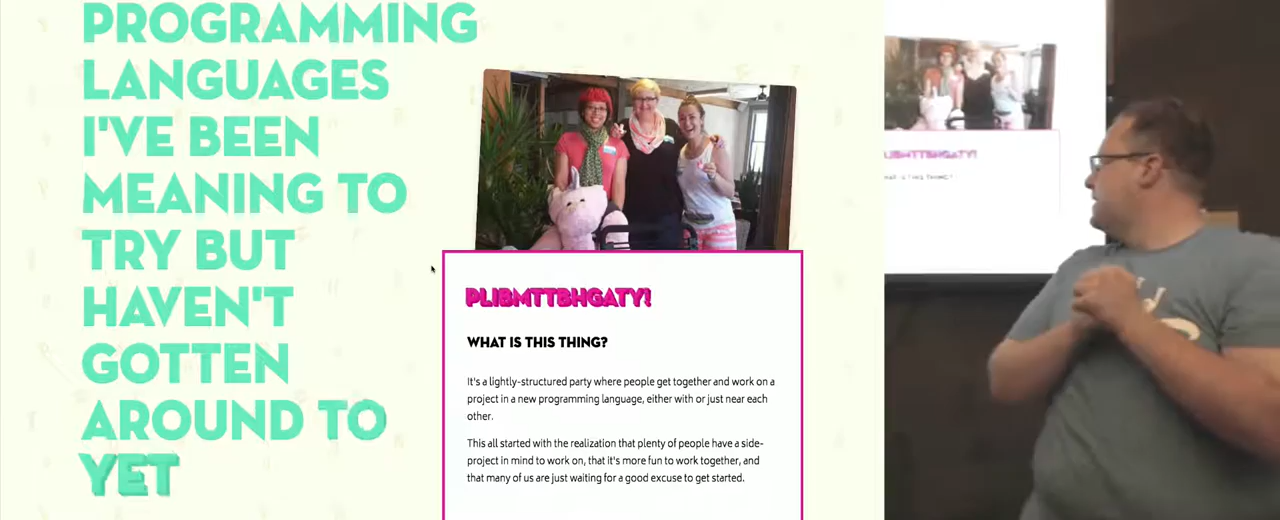 PROGRAMMING
LANGUAGES
I'VE BEEN
MEANING TO
TRY BUT
HAVEN'T
GOTTEN
AROUND TO
YET
PLIBMTTBHGATY!
WHAT IS THIS THING?
It's a lightly-structured party where people get together and work on a
project in a new programming language, either with or just near each
other.
This all started with the realization that plenty of people have a side-
project in mind to work on, that it's more fun to work together, and
that many of us are just waiting for a good excuse to get started.